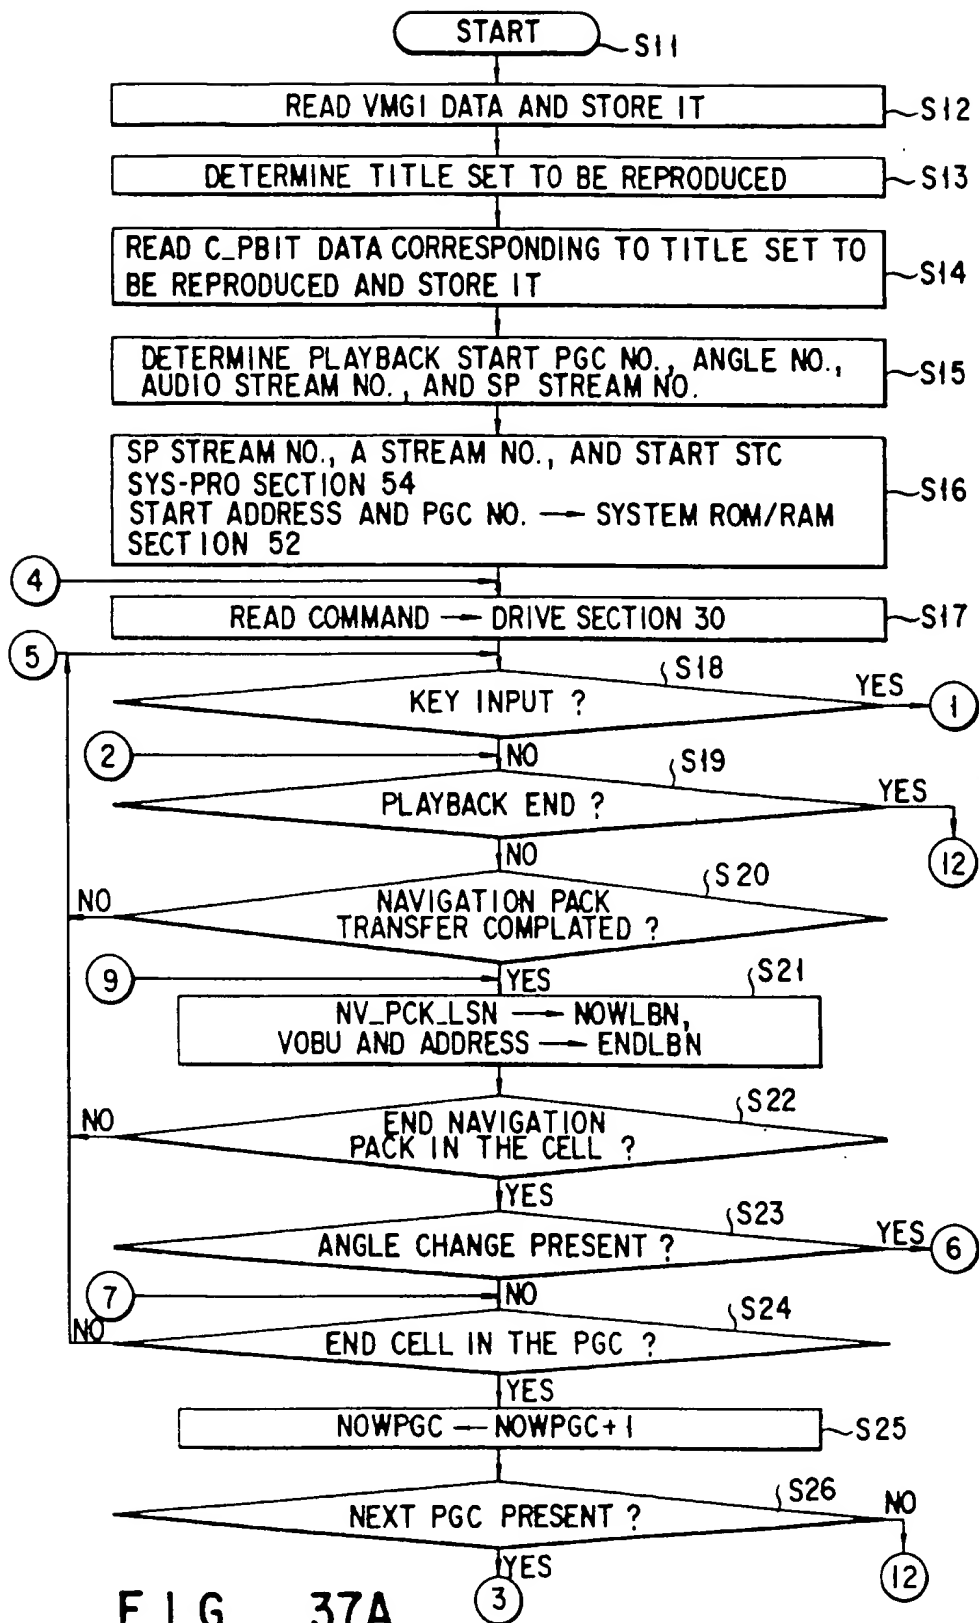 START
S11
READ VMGI DATA AND STORE IT
S12
DETERMINE TITLE SET TO BE REPRODUCED
S13
READ C_PBIT DATA CORRESPONDING TO TITLE SET TO
BE REPRODUCED AND STORE IT
S14
DETERMINE PLAYBACK START PGC NO., ANGLE NO.,
AUDIO STREAM NO., AND SP STREAM NO.
S15
SP STREAM NO., A STREAM NO., AND START STC
SYS-PRO SECTION 54
START ADDRESS AND PGC NO. → SYSTEM ROM/RAM
SECTION 52
S16
4
READ COMMAND → DRIVE SECTION 30
S17
5
S18
KEY INPUT ?
YES
1
2
NO
S19
PLAYBACK END ?
YES
12
NO
S20
NO
NAVIGATION PACK
TRANSFER COMPLATED ?
9
YES
S21
NV_PCK_LSN → NOWLBN,
VOBU AND ADDRESS → ENDLBN
S22
NO
END NAVIGATION
PACK IN THE CELL ?
YES
S23
ANGLE CHANGE PRESENT ?
YES
6
7
NO
S24
NO
END CELL IN THE PGC ?
YES
NOWPGC ← NOWPGC+1
S25
S26
NEXT PGC PRESENT ?
NO
12
YES
3
FIG. 37A